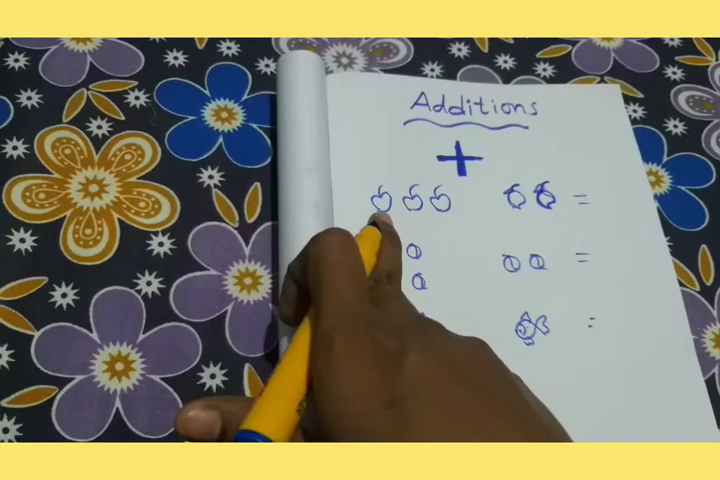 Additions
+
=
=
=